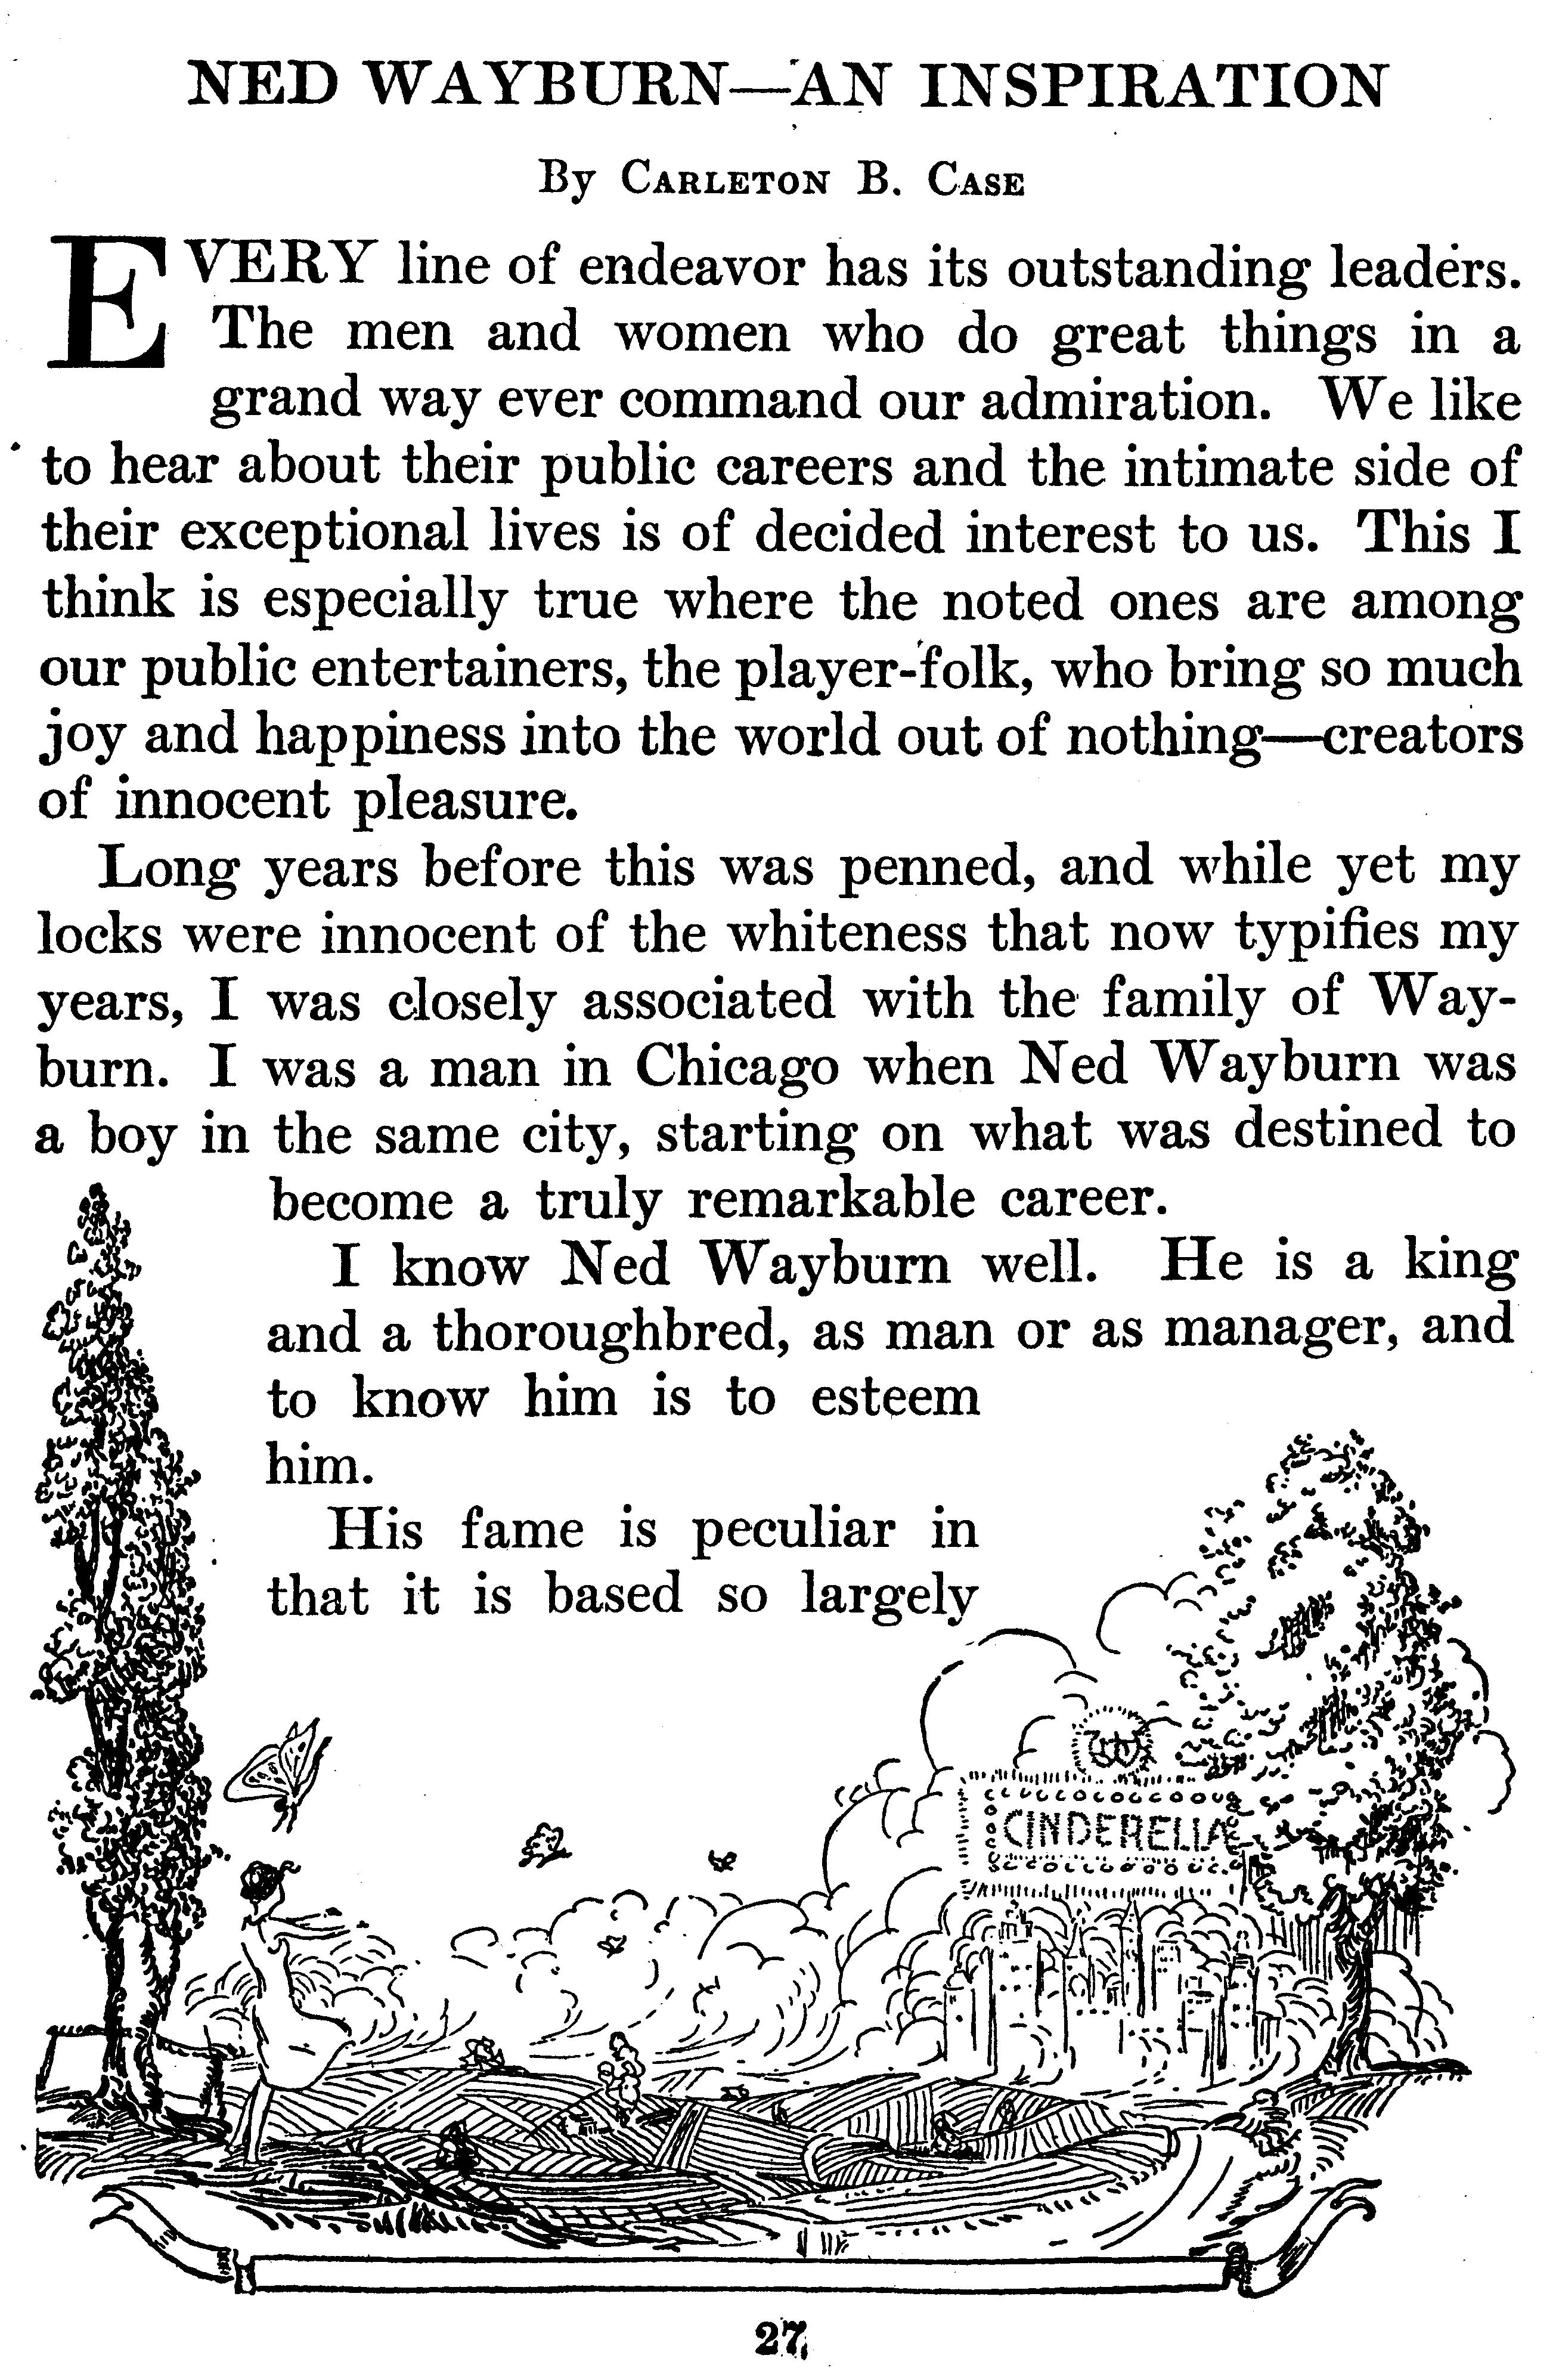 NED WAYBURN—AN INSPIRATION
By Carleton B. Case
EVERY line of endeavor has its outstanding leaders.
The men and women who do great things in a
grand way ever command our admiration. We like
to hear about their public careers and the intimate side of
their exceptional lives is of decided interest to us. This I
think is especially true where the noted ones are among
our public entertainers, the player-folk, who bring so much
joy and happiness into the world out of nothing—creators
of innocent pleasure.
Long years before this was penned, and while yet my
locks were innocent of the whiteness that now typifies my
years, I was closely associated with the family of Way-
burn. I was a man in Chicago when Ned Wayburn was
a boy in the same city, starting on what was destined to
become a truly remarkable career.
I know Ned Wayburn well. He is a king
and a thoroughbred, as man or as manager, and
to know him is to esteem
him.
His fame is peculiar in
that it is based so largely
CINDERELLA
27